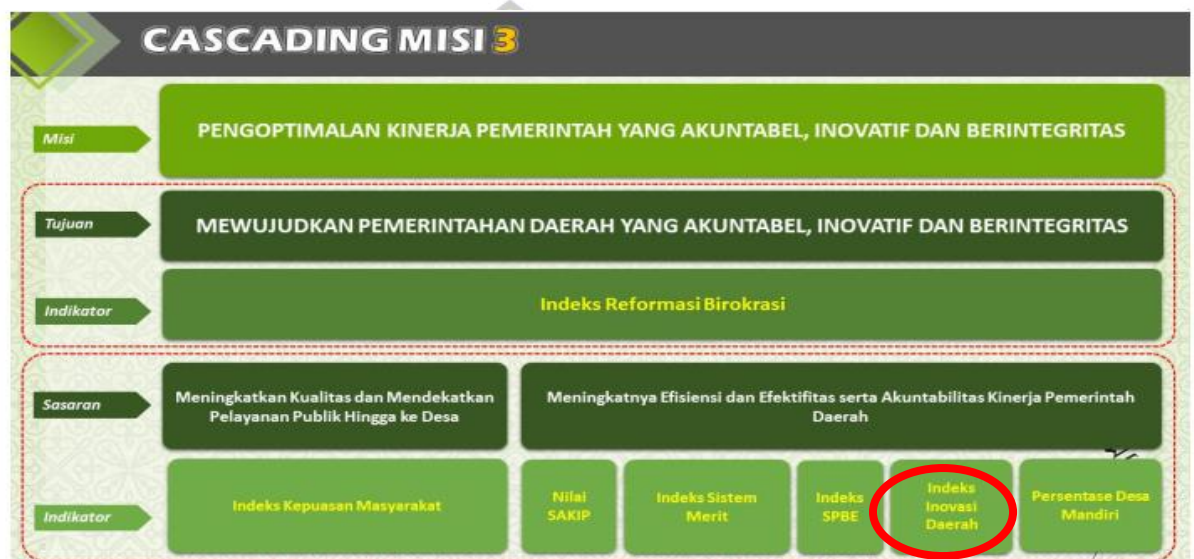 CASCADING MISI 3
Misi
PENGOPTIMALAN KINERJA PEMERINTAH YANG AKUNTABEL, INOVATIF DAN BERINTEGRITAS
Tujuan
MEWUJUDKAN PEMERINTAHAN DAERAH YANG AKUNTABEL, INOVATIF DAN BERINTEGRITAS
Indikator
Indeks Reformasi Birokrasi
Sasaran
Meningkatkan Kualitas dan Mendekatkan
Pelayanan Publik Hingga ke Desa
Meningkatnya Efisiensi dan Efektifitas serta Akuntabilitas Kinerja Pemerintah
Daerah
Indikator
Indeks Kepuasan Masyarakat
Nilai
SAKIP
Indeks Sistem
Merit
Indeks
SPBE
Indeks
Inovasi
Daerah
Persentase Desa
Mandiri